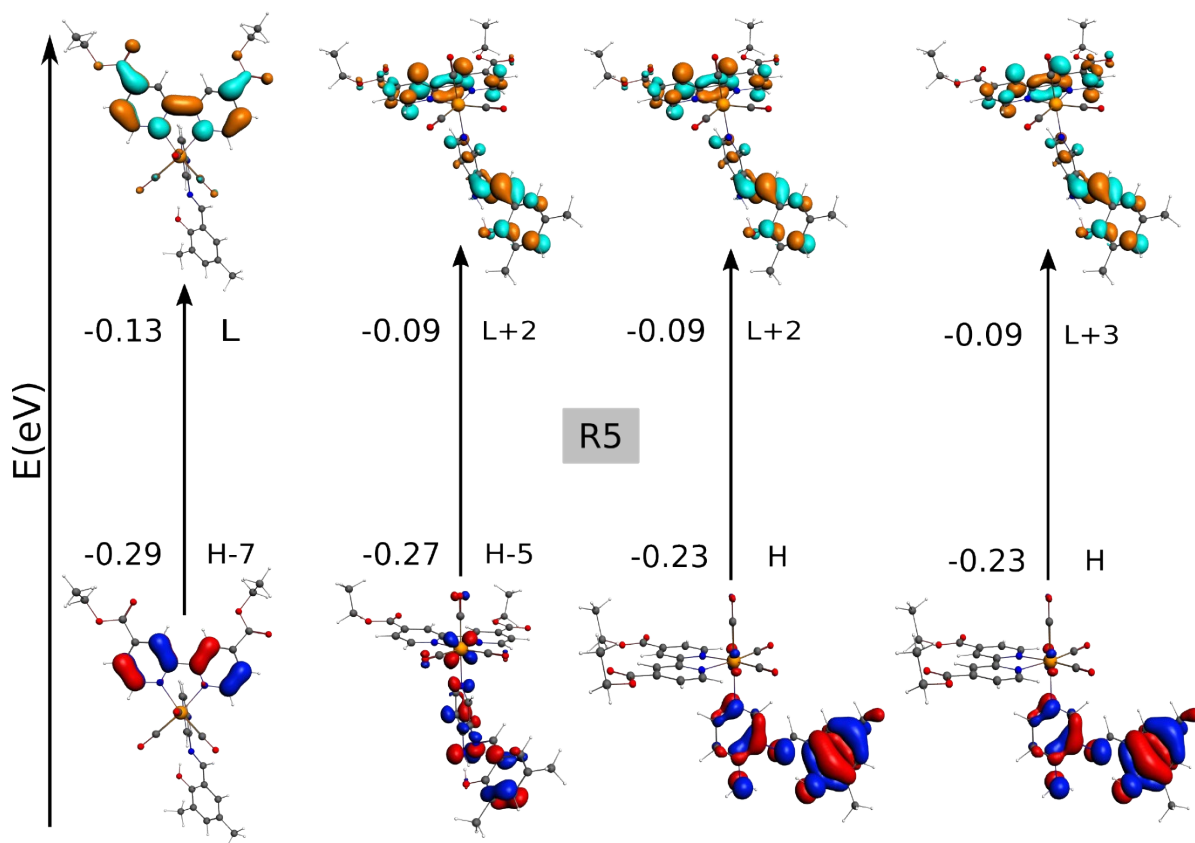 E(eV)
-0.13 L
-0.09 L+2
-0.09 L+2
-0.09 L+3
R5
-0.29 H-7
-0.27 H-5
-0.23 H
-0.23 H